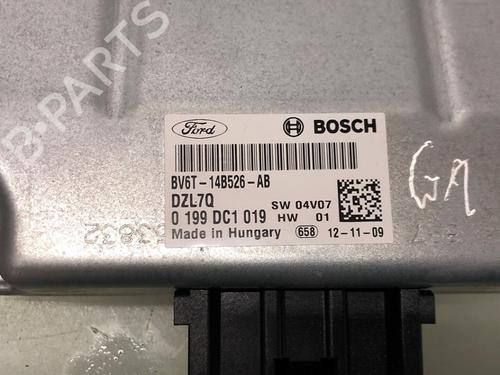 B-PARTS
Ford
BOSCH
BV6T-14B526-AB
DZL7Q
SW 04V07
0 199 DC1 019
HW 01
Made in Hungary
658
12-11-09
GA